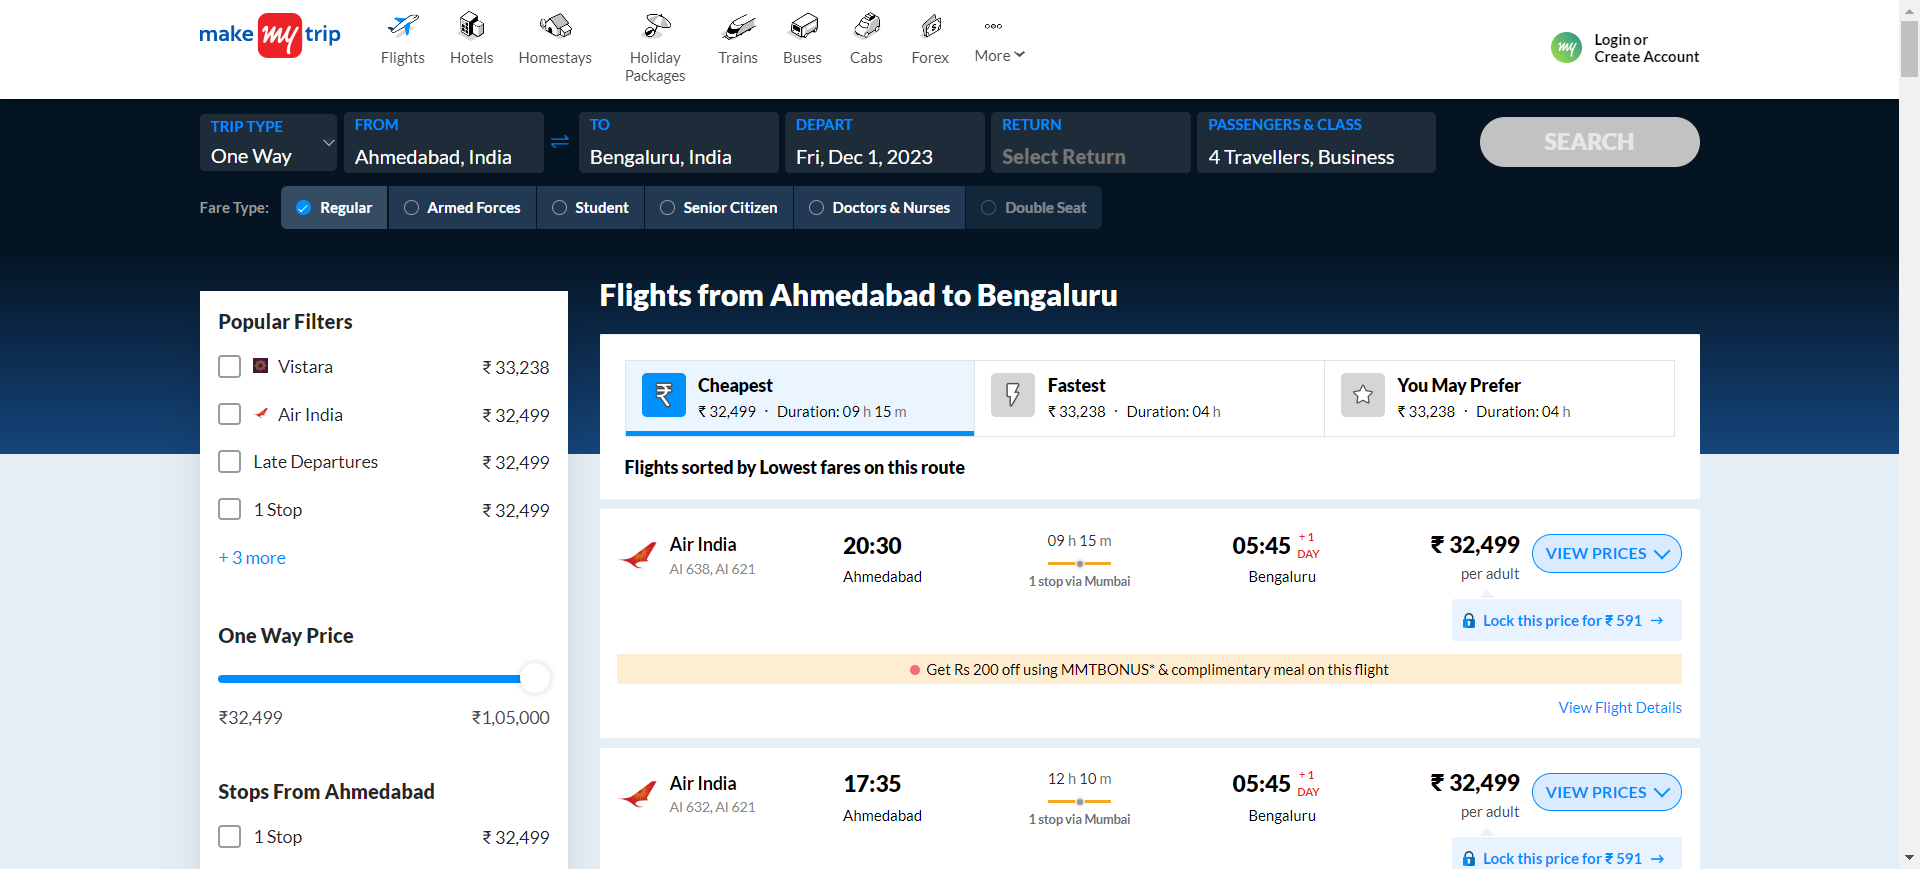 make my trip
Flights
Hotels
Homestays
Holiday
Packages
Trains
Buses
Cabs
Forex
More
my
Login or
Create Account
TRIP TYPE
One Way
FROM
Ahmedabad, India
TO
Bengaluru, India
DEPART
Fri, Dec 1, 2023
RETURN
Select Return
PASSENGERS & CLASS
4 Travellers, Business
SEARCH
Fare Type:
Regular
Armed Forces
Student
Senior Citizen
Doctors & Nurses
Double Seat
Popular Filters
Vistara ₹ 33,238
Air India ₹ 32,499
Late Departures ₹ 32,499
1 Stop ₹ 32,499
+ 3 more
One Way Price
₹32,499 ₹1,05,000
Stops From Ahmedabad
1 Stop ₹ 32,499
Flights from Ahmedabad to Bengaluru
Cheapest
₹ 32,499 · Duration: 09 h 15 m
Fastest
₹ 33,238 · Duration: 04 h
You May Prefer
₹ 33,238 · Duration: 04 h
Flights sorted by Lowest fares on this route
Air India
AI 638, AI 621
20:30
Ahmedabad
09 h 15 m
1 stop via Mumbai
05:45 + 1 DAY
Bengaluru
₹ 32,499
per adult
VIEW PRICES
Lock this price for ₹ 591 →
Get Rs 200 off using MMTBONUS* & complimentary meal on this flight
View Flight Details
Air India
AI 632, AI 621
17:35
Ahmedabad
12 h 10 m
1 stop via Mumbai
05:45 + 1 DAY
Bengaluru
₹ 32,499
per adult
VIEW PRICES
Lock this price for ₹ 591 →